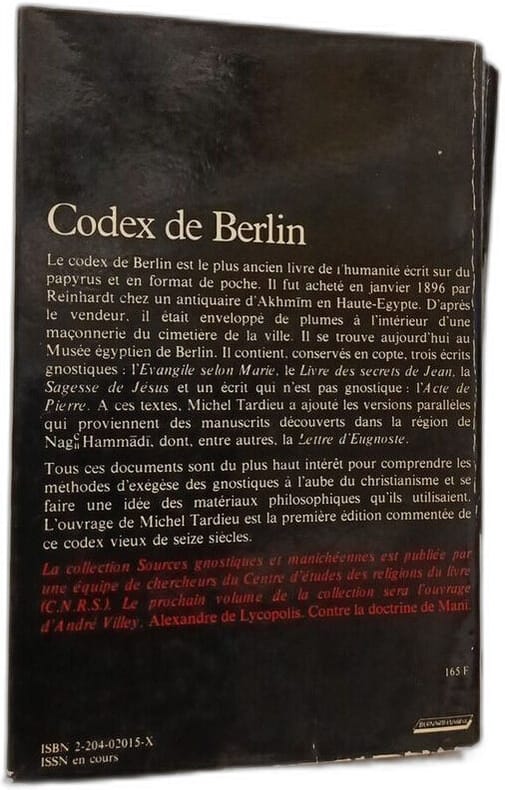 Codex de Berlin
Le codex de Berlin est le plus ancien livre de l'humanité écrit sur du
papyrus et en format de poche. Il fut acheté en janvier 1896 par
Reinhardt chez un antiquaire d'Akhmīm en Haute-Egypte. D'après
le vendeur, il était enveloppé de plumes à l'intérieur d'une
maçonnerie du cimetière de la ville. Il se trouve aujourd'hui au
Musée égyptien de Berlin. Il contient, conservés en copte, trois écrits
gnostiques : l'Evangile selon Marie, le Livre des secrets de Jean, la
Sagesse de Jésus et un écrit qui n'est pas gnostique : l'Acte de
Pierre. A ces textes, Michel Tardieu a ajouté les versions parallèles
qui proviennent des manuscrits découverts dans la région de
Nag Hammādī, dont, entre autres, la Lettre d'Eugnoste.
Tous ces documents sont du plus haut intérêt pour comprendre les
méthodes d'exégèse des gnostiques à l'aube du christianisme et se
faire une idée des matériaux philosophiques qu'ils utilisaient.
L'ouvrage de Michel Tardieu est la première édition commentée de
ce codex vieux de seize siècles.
La collection Sources gnostiques et manichéennes est publiée par
une équipe de chercheurs du Centre d'études des religions du livre
(C.N.R.S.). Le prochain volume de la collection sera l'ouvrage
d'André Villey, Alexandre de Lycopolis. Contre la doctrine de Mani.
165 F
ISBN 2-204-02015-X
ISSN en cours